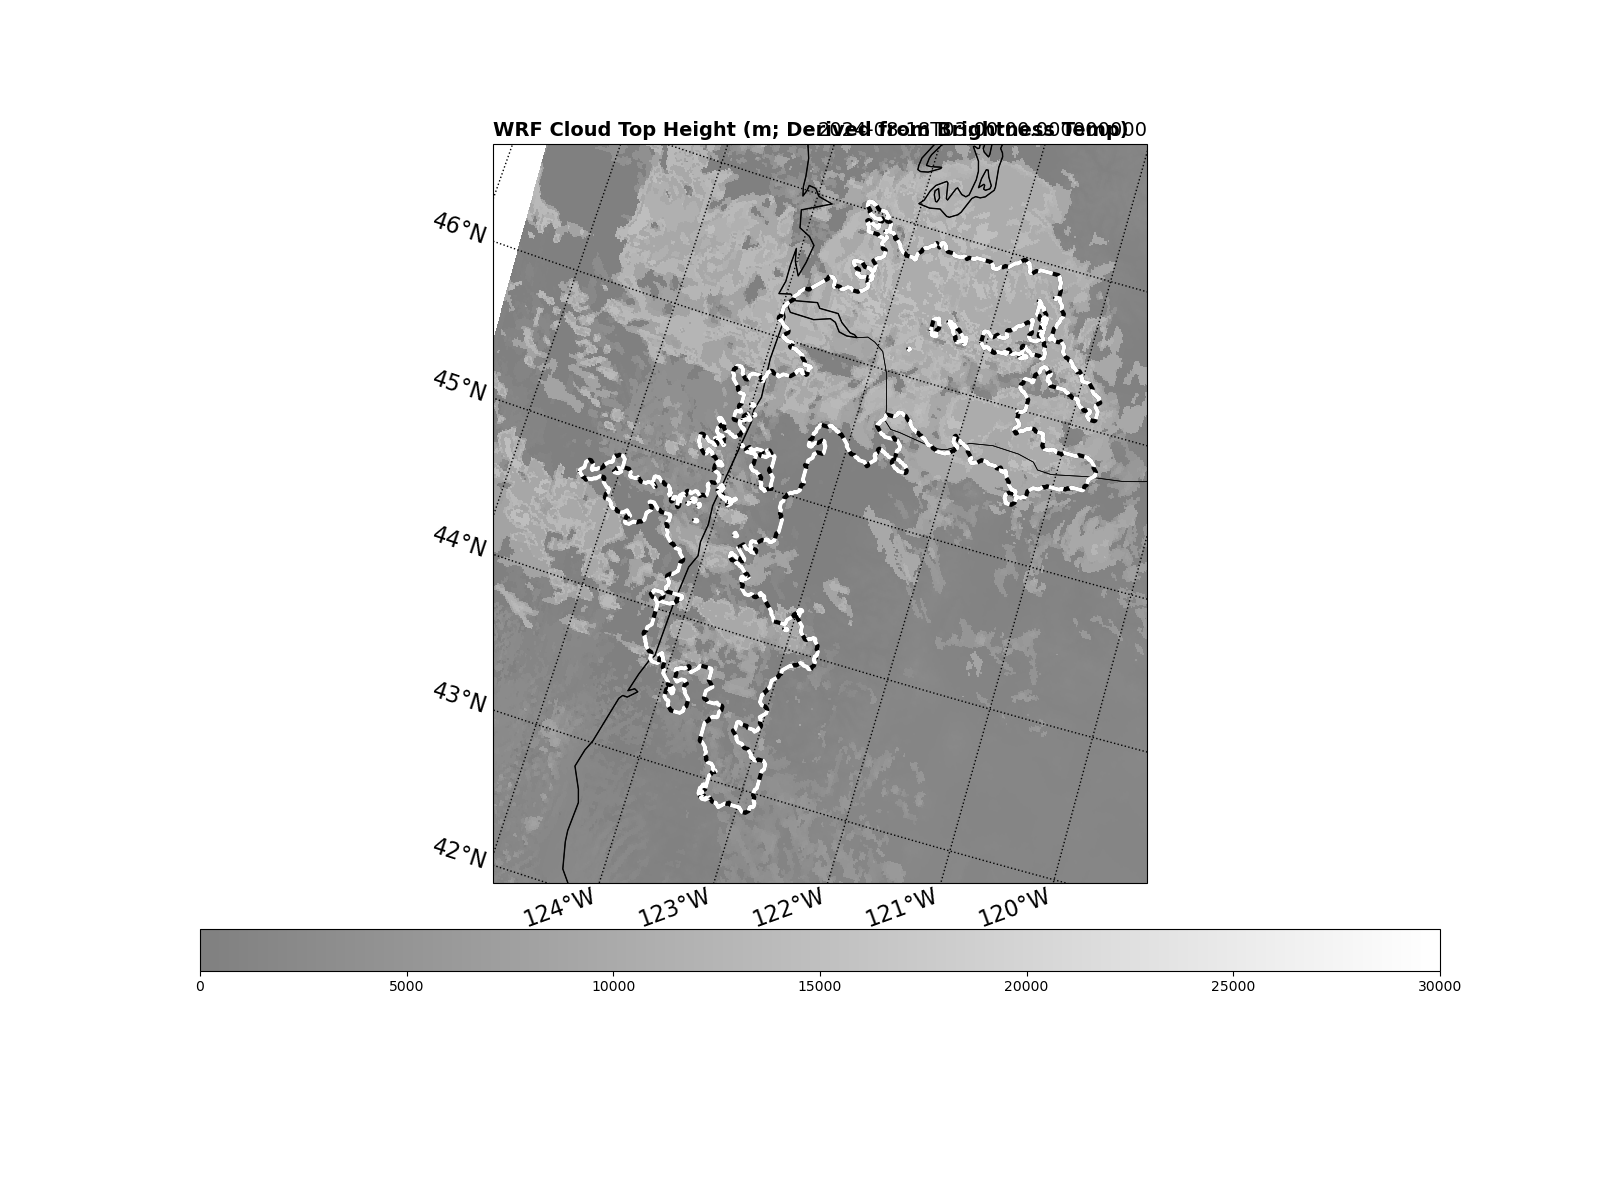 WRF Cloud Top Height (m; Derived from Brightness Temp)
46°N
45°N
44°N
43°N
42°N
124°W 123°W 122°W 121°W 120°W
0 5000 10000 15000 20000 25000 30000